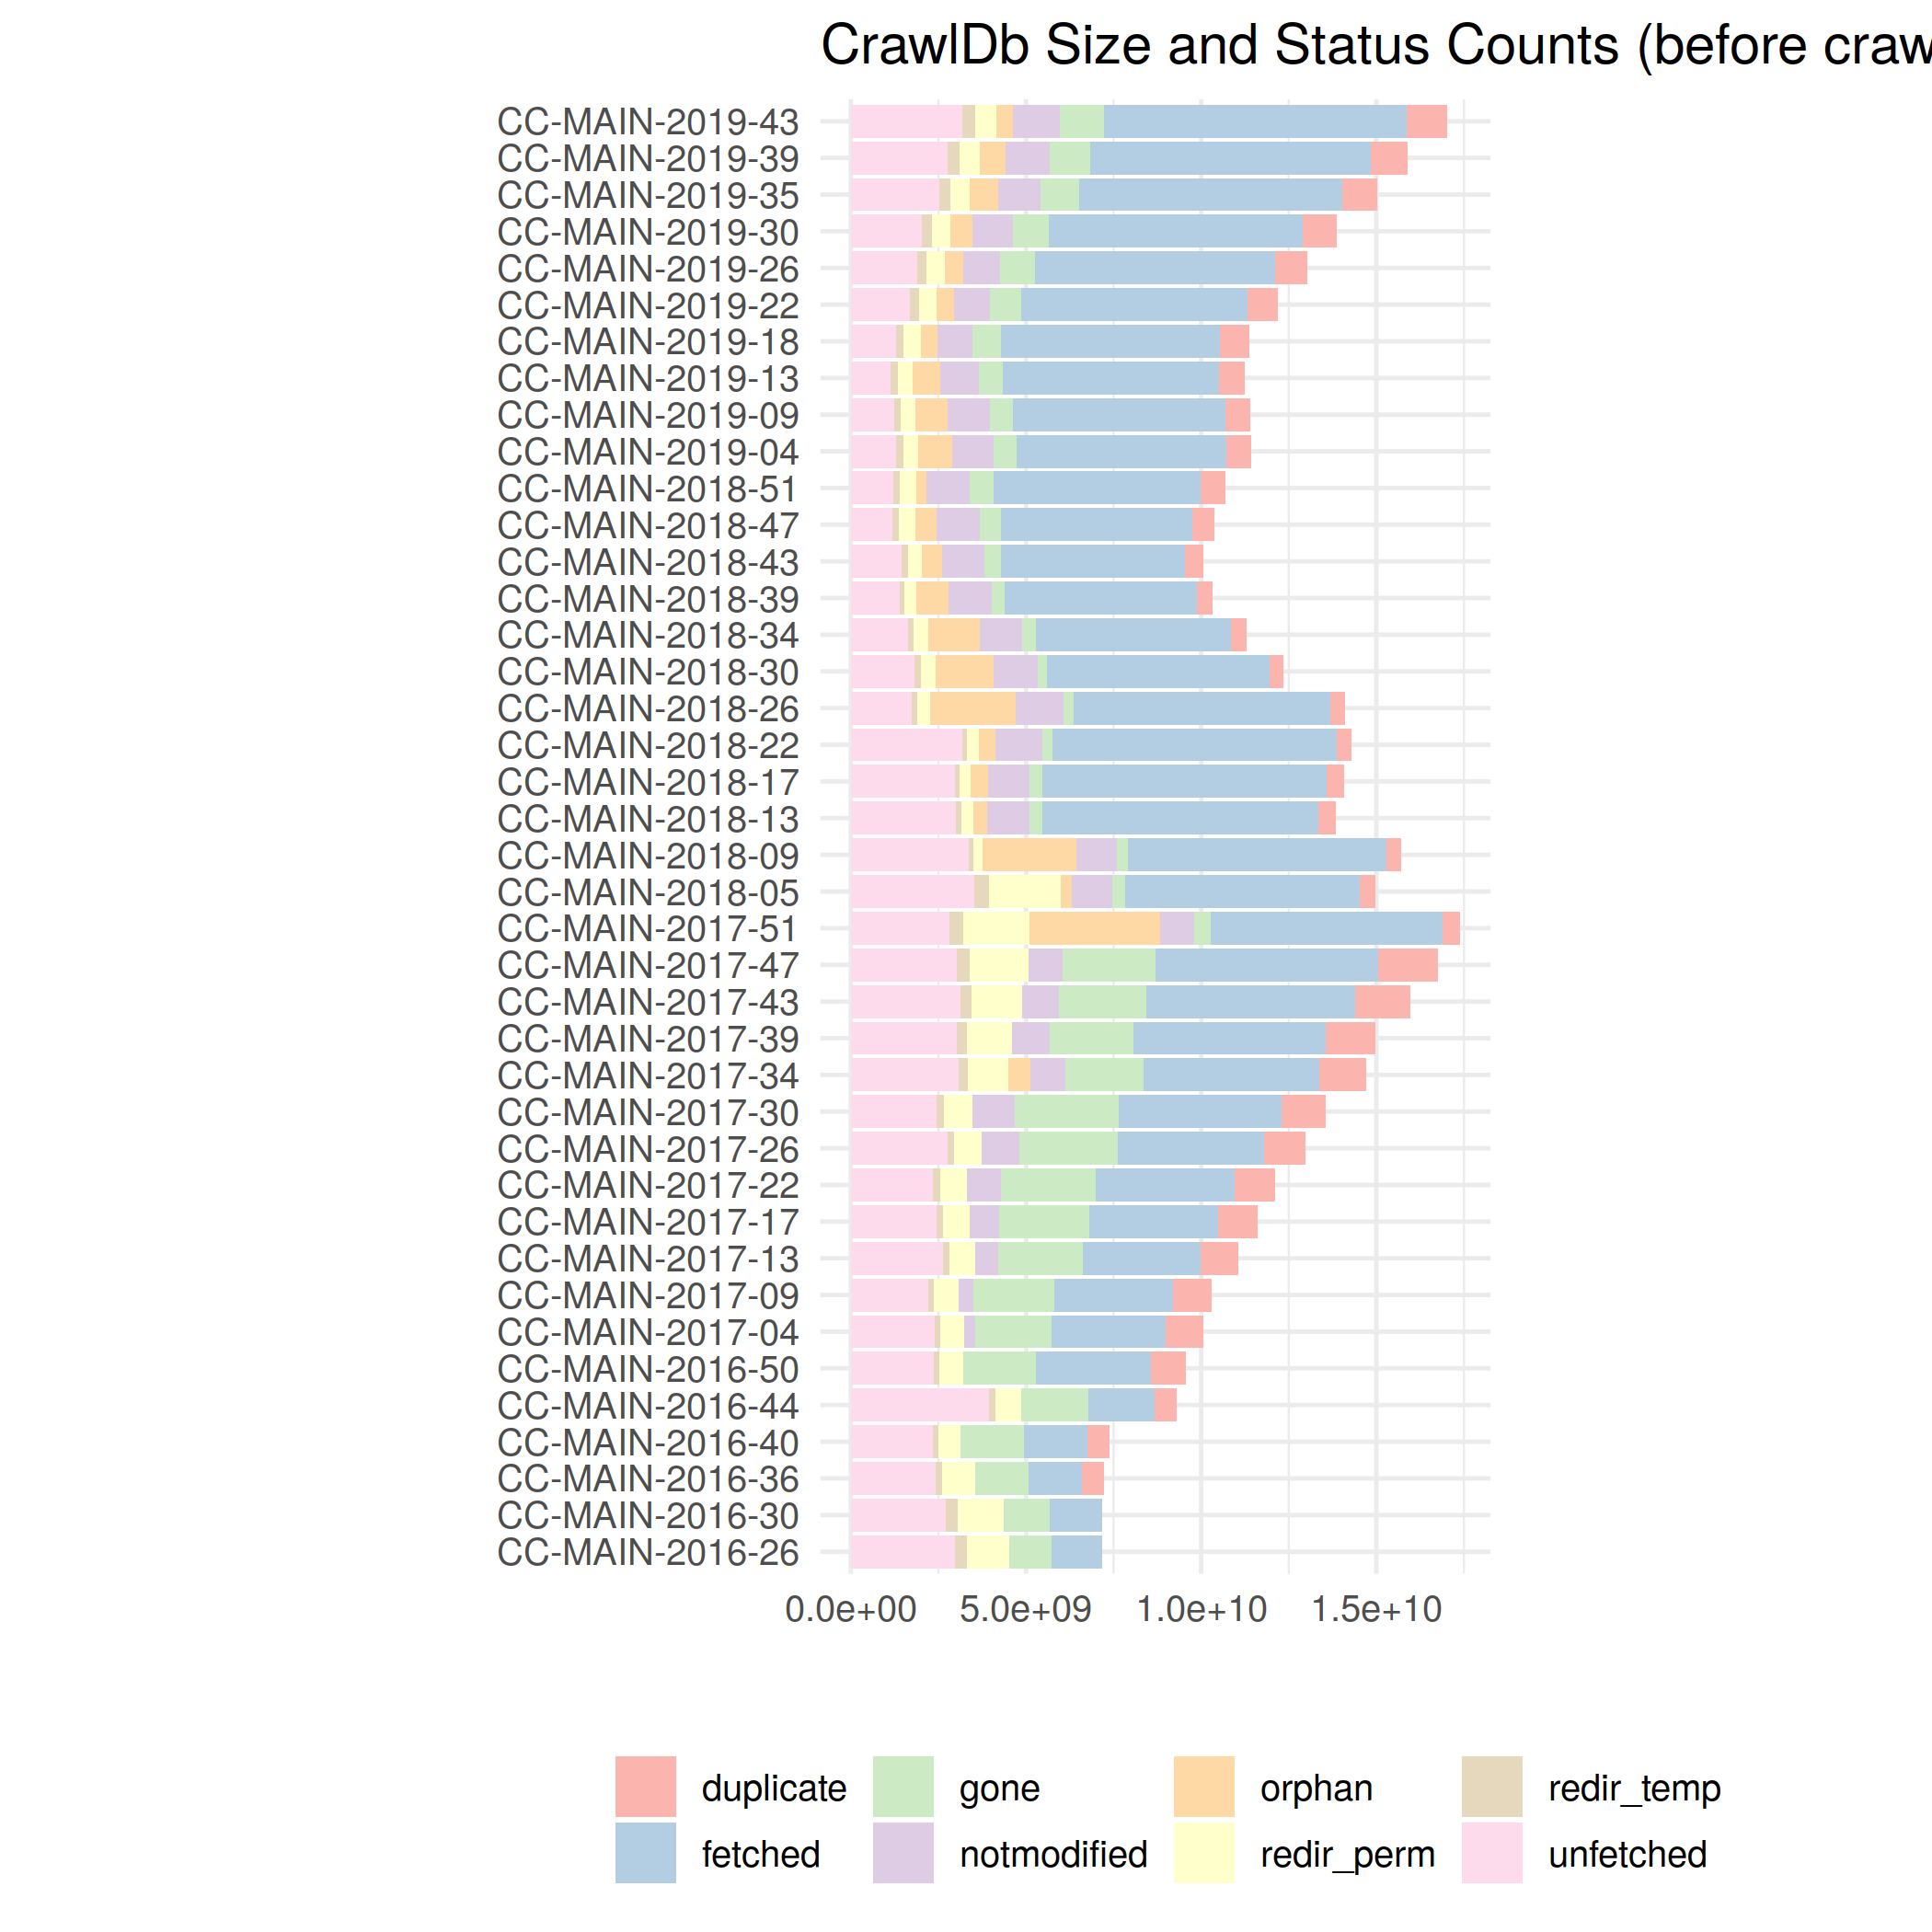 CrawlDb Size and Status Counts (before craw
CC-MAIN-2019-43
CC-MAIN-2019-39
CC-MAIN-2019-35
CC-MAIN-2019-30
CC-MAIN-2019-26
CC-MAIN-2019-22
CC-MAIN-2019-18
CC-MAIN-2019-13
CC-MAIN-2019-09
CC-MAIN-2019-04
CC-MAIN-2018-51
CC-MAIN-2018-47
CC-MAIN-2018-43
CC-MAIN-2018-39
CC-MAIN-2018-34
CC-MAIN-2018-30
CC-MAIN-2018-26
CC-MAIN-2018-22
CC-MAIN-2018-17
CC-MAIN-2018-13
CC-MAIN-2018-09
CC-MAIN-2018-05
CC-MAIN-2017-51
CC-MAIN-2017-47
CC-MAIN-2017-43
CC-MAIN-2017-39
CC-MAIN-2017-34
CC-MAIN-2017-30
CC-MAIN-2017-26
CC-MAIN-2017-22
CC-MAIN-2017-17
CC-MAIN-2017-13
CC-MAIN-2017-09
CC-MAIN-2017-04
CC-MAIN-2016-50
CC-MAIN-2016-44
CC-MAIN-2016-40
CC-MAIN-2016-36
CC-MAIN-2016-30
CC-MAIN-2016-26
0.0e+00 5.0e+09 1.0e+10 1.5e+10
duplicate gone orphan redir_temp
fetched notmodified redir_perm unfetched